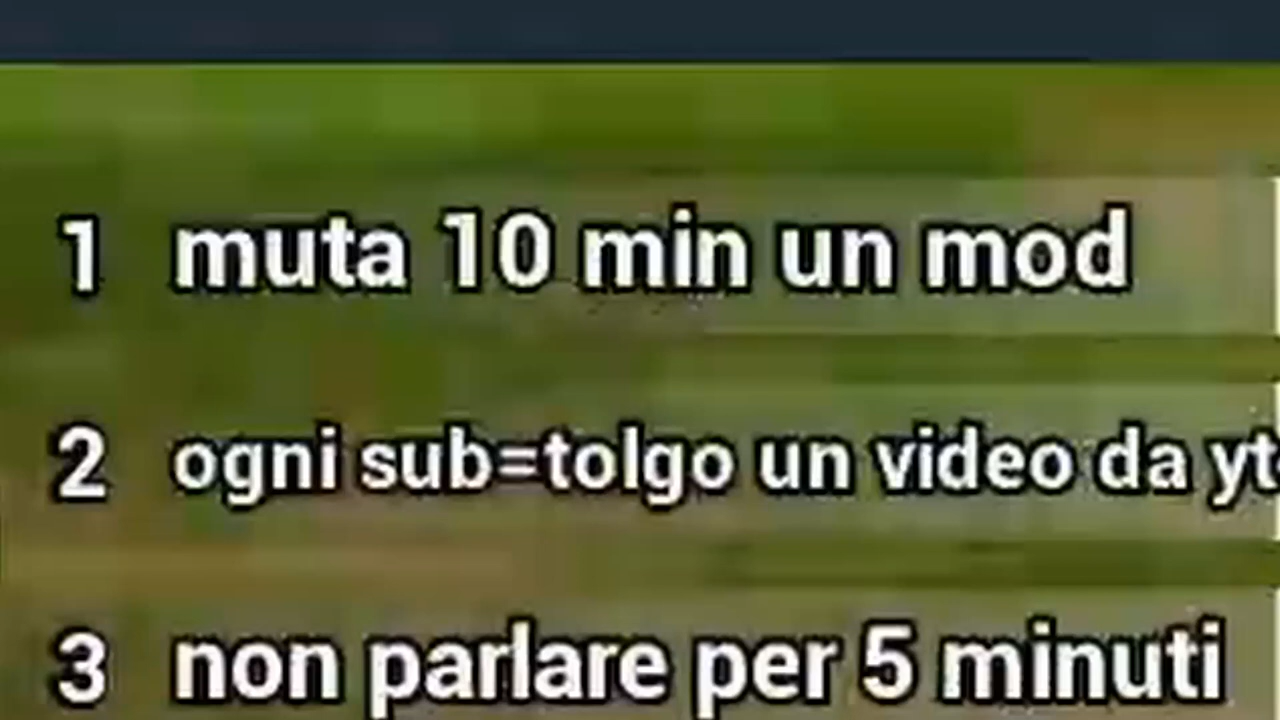 1 muta 10 min un mod
2 ogni sub=tolgo un video da yt
3 non parlare per 5 minuti